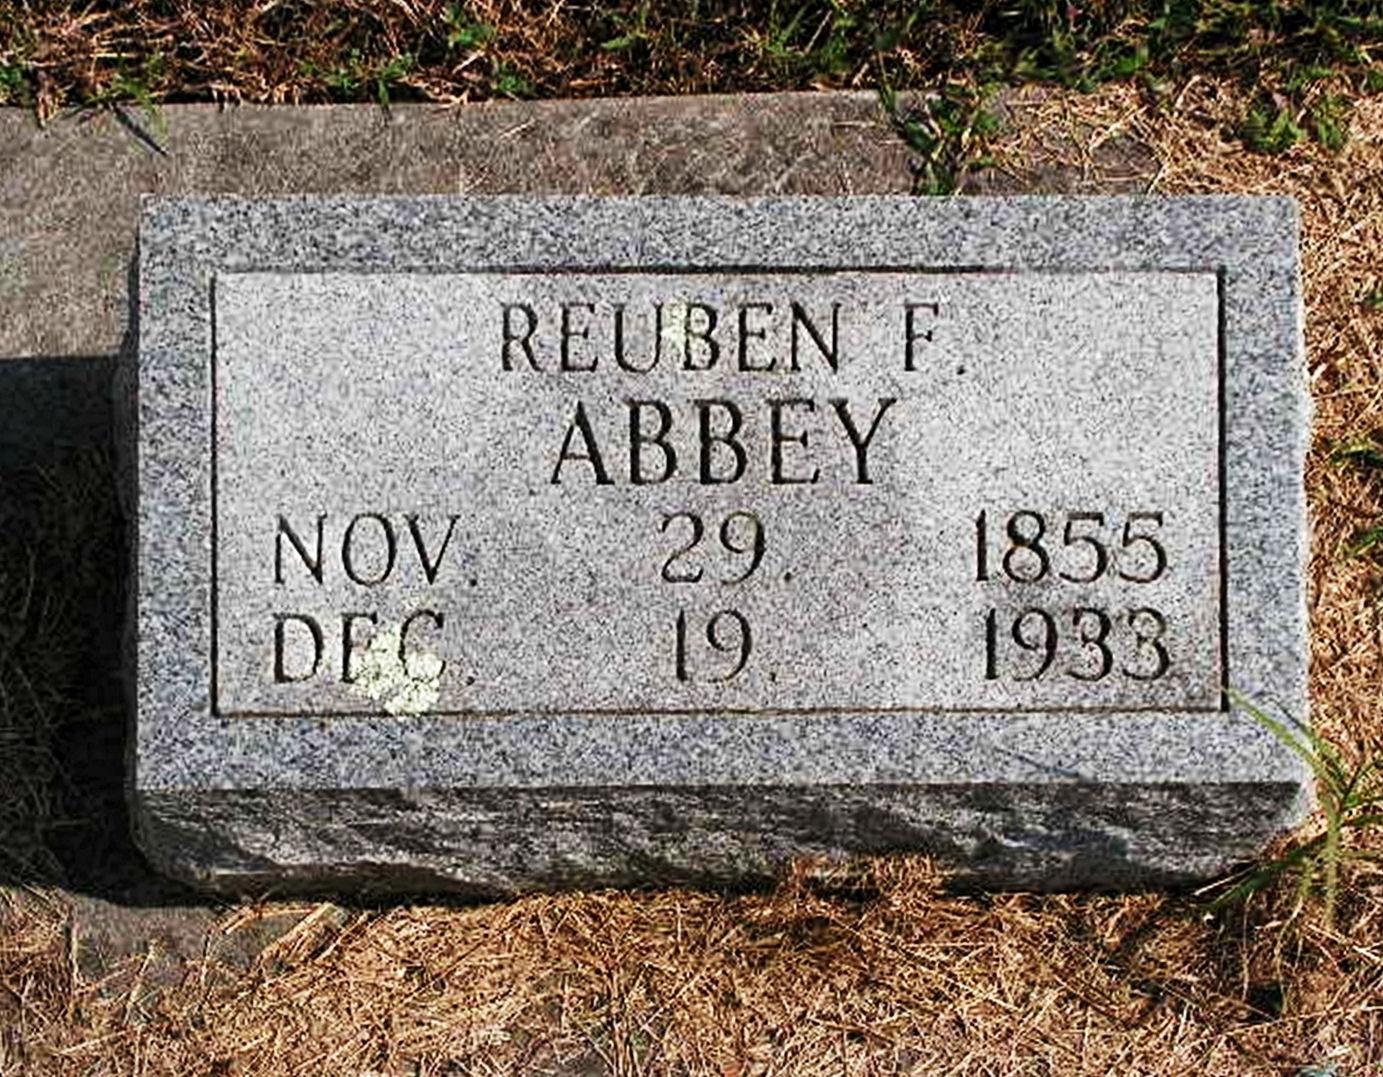 REUBEN F.
ABBEY
NOV. 29. 1855
DEC. 19. 1933